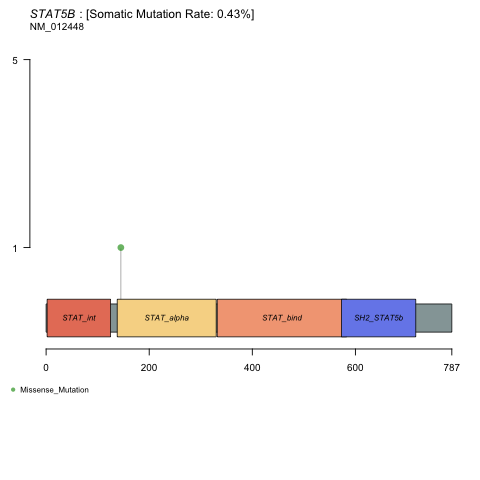 STAT5B : [Somatic Mutation Rate: 0.43%]
NM_012448
5
1
STAT_int STAT_alpha STAT_bind SH2_STAT5b
0 200 400 600 787
Missense_Mutation